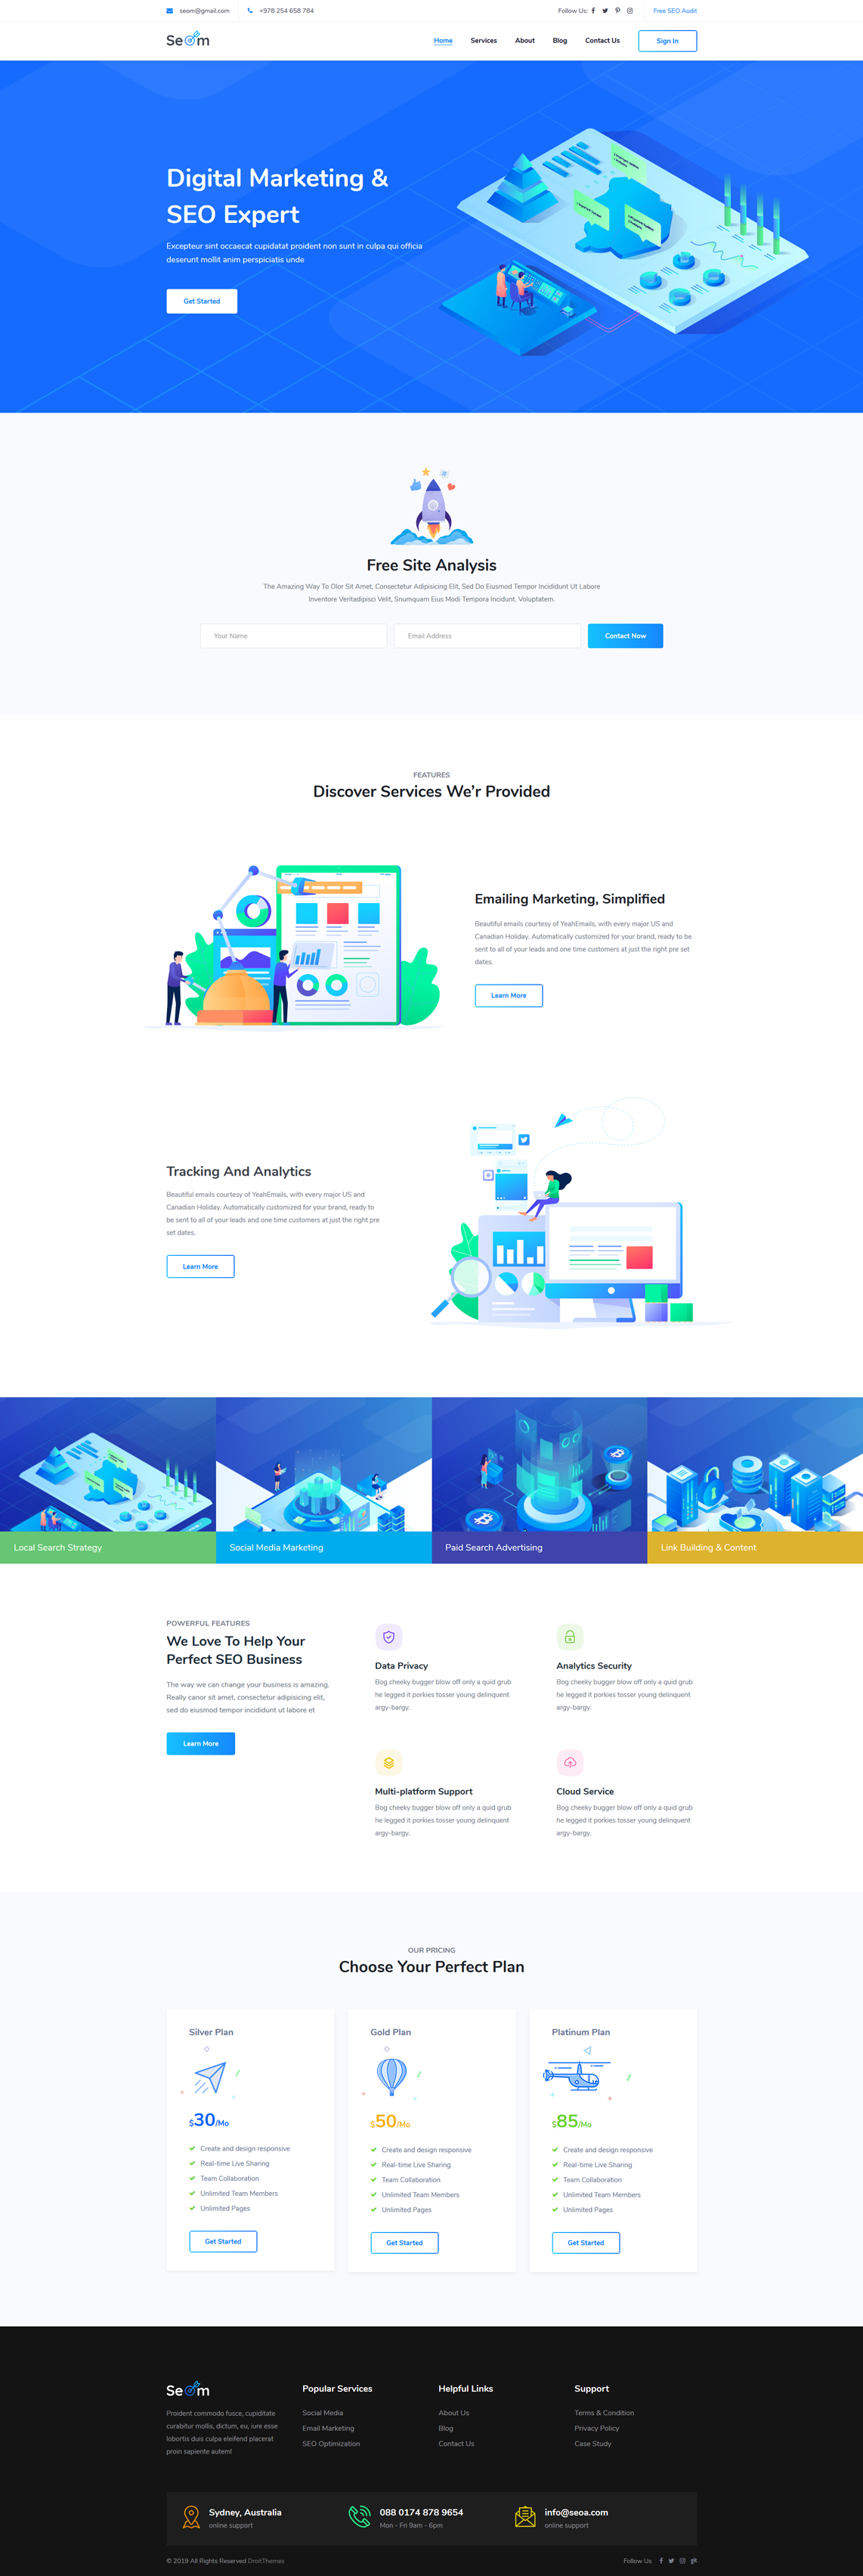 seom@gmail.com
+978 254 658 784
Follow Us:
Free SEO Audit
Seom
Home
Services
About
Blog
Contact Us
Sign In
Digital Marketing &
SEO Expert
Excepteur sint occaecat cupidatat proident non sunt in culpa qui officia
deserunt mollit anim perspiciatis unde
Get Started
Free Site Analysis
The Amazing Way To Olor Sit Amet, Consectetur Adipisicing Elit, Sed Do Eiusmod Tempor Incididunt Ut Labore
Inventore Veritadipisci Velit, Snumquam Eius Modi Tempora Incidunt. Voluptatem.
Your Name
Email Address
Contact Now
FEATURES
Discover Services We'r Provided
Emailing Marketing, Simplified
Beautiful emails courtesy of YeahEmails, with every major US and
Canadian Holiday. Automatically customized for your brand, ready to be
sent to all of your leads and time customers at just the right pre set
dates.
Learn More
Tracking And Analytics
Beautiful emails courtesy of YeahEmails, with every major US and
Canadian Holiday. Automatically customized for your brand, ready to
be sent to all of your leads and one time customers at just the right pre
set dates.
Learn More
Local Search Strategy
Social Media Marketing
Paid Search Advertising
Link Building & Content
POWERFUL FEATURES
We Love To Help Your
Perfect SEO Business
The way we can change your business is amazing.
Really canor sit amet, consectetur adipisicing elit,
sed do eiusmod tempor incididunt ut labore et
Learn More
Data Privacy
Bog cheeky bugger blow off only a quid grub
he legged it porkies tosser young delinquent
argy-bargy.
Analytics Security
Bog cheeky bugger blow off only a quid grub
he legged it porkies tosser young delinquent
argy-bargy.
Multi-platform Support
Bog cheeky bugger blow off only a quid grub
he legged it porkies tosser young delinquent
argy-bargy.
Cloud Service
Bog cheeky bugger blow off only a quid grub
he legged it porkies tosser young delinquent
argy-bargy.
OUR PRICING
Choose Your Perfect Plan
Silver Plan
$30/Mo
Create and design responsive
Real-time Live Sharing
Team Collaboration
Unlimited Team Members
Unlimited Pages
Get Started
Gold Plan
$50/Mo
Create and design responsive
Real-time Live Sharing
Team Collaboration
Unlimited Team Members
Unlimited Pages
Get Started
Platinum Plan
$85/Mo
Create and design responsive
Real-time Live Sharing
Team Collaboration
Unlimited Team Members
Unlimited Pages
Get Started
Seom
Proident commodo fusce, cupiditate
curabitur mollis, dictum, eu, iure esse
lobortis duis culpa eleifend placerat
proin sapiente autem!
Popular Services
Social Media
Email Marketing
SEO Optimization
Helpful Links
About Us
Blog
Contact Us
Support
Terms & Condition
Privacy Policy
Case Study
Sydney, Australia
online support
088 0174 878 9654
Mon - Fri 9am - 6pm
info@seoa.com
online support
© 2019 All Rights Reserved DroitThemes
Follow Us